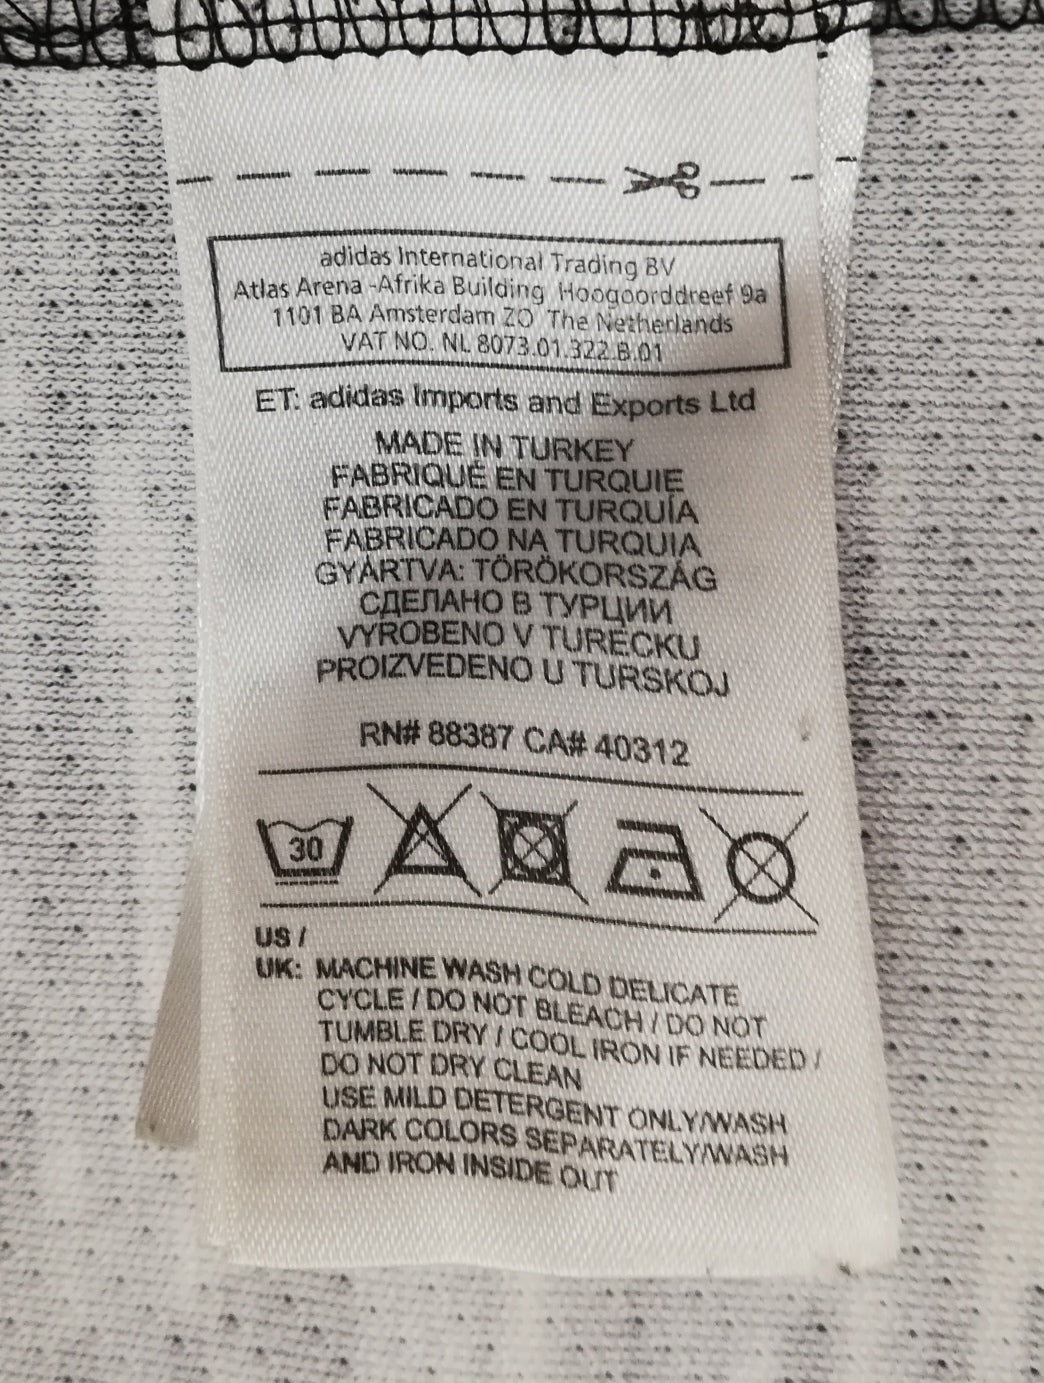 adidas International Trading BV
Atlas Arena -Afrika Building Hoogoorddreef 9a
1101 BA Amsterdam ZO The Netherlands
VAT NO. NL 8073.01.322.B.01
ET: adidas Imports and Exports Ltd
MADE IN TURKEY
FABRIQUÉ EN TURQUIE
FABRICADO EN TURQUÍA
FABRICADO NA TURQUIA
GYÁRTVA: TÖRÖKORSZÁG
СДЕЛАНО В ТУРЦИИ
VYROBENO V TURECKU
PROIZVEDENO U TURSKOJ
RN# 88387 CA# 40312
30
US /
UK: MACHINE WASH COLD DELICATE
CYCLE / DO NOT BLEACH / DO NOT
TUMBLE DRY / COOL IRON IF NEEDED /
DO NOT DRY CLEAN
USE MILD DETERGENT ONLY/WASH
DARK COLORS SEPARATELY/WASH
AND IRON INSIDE OUT